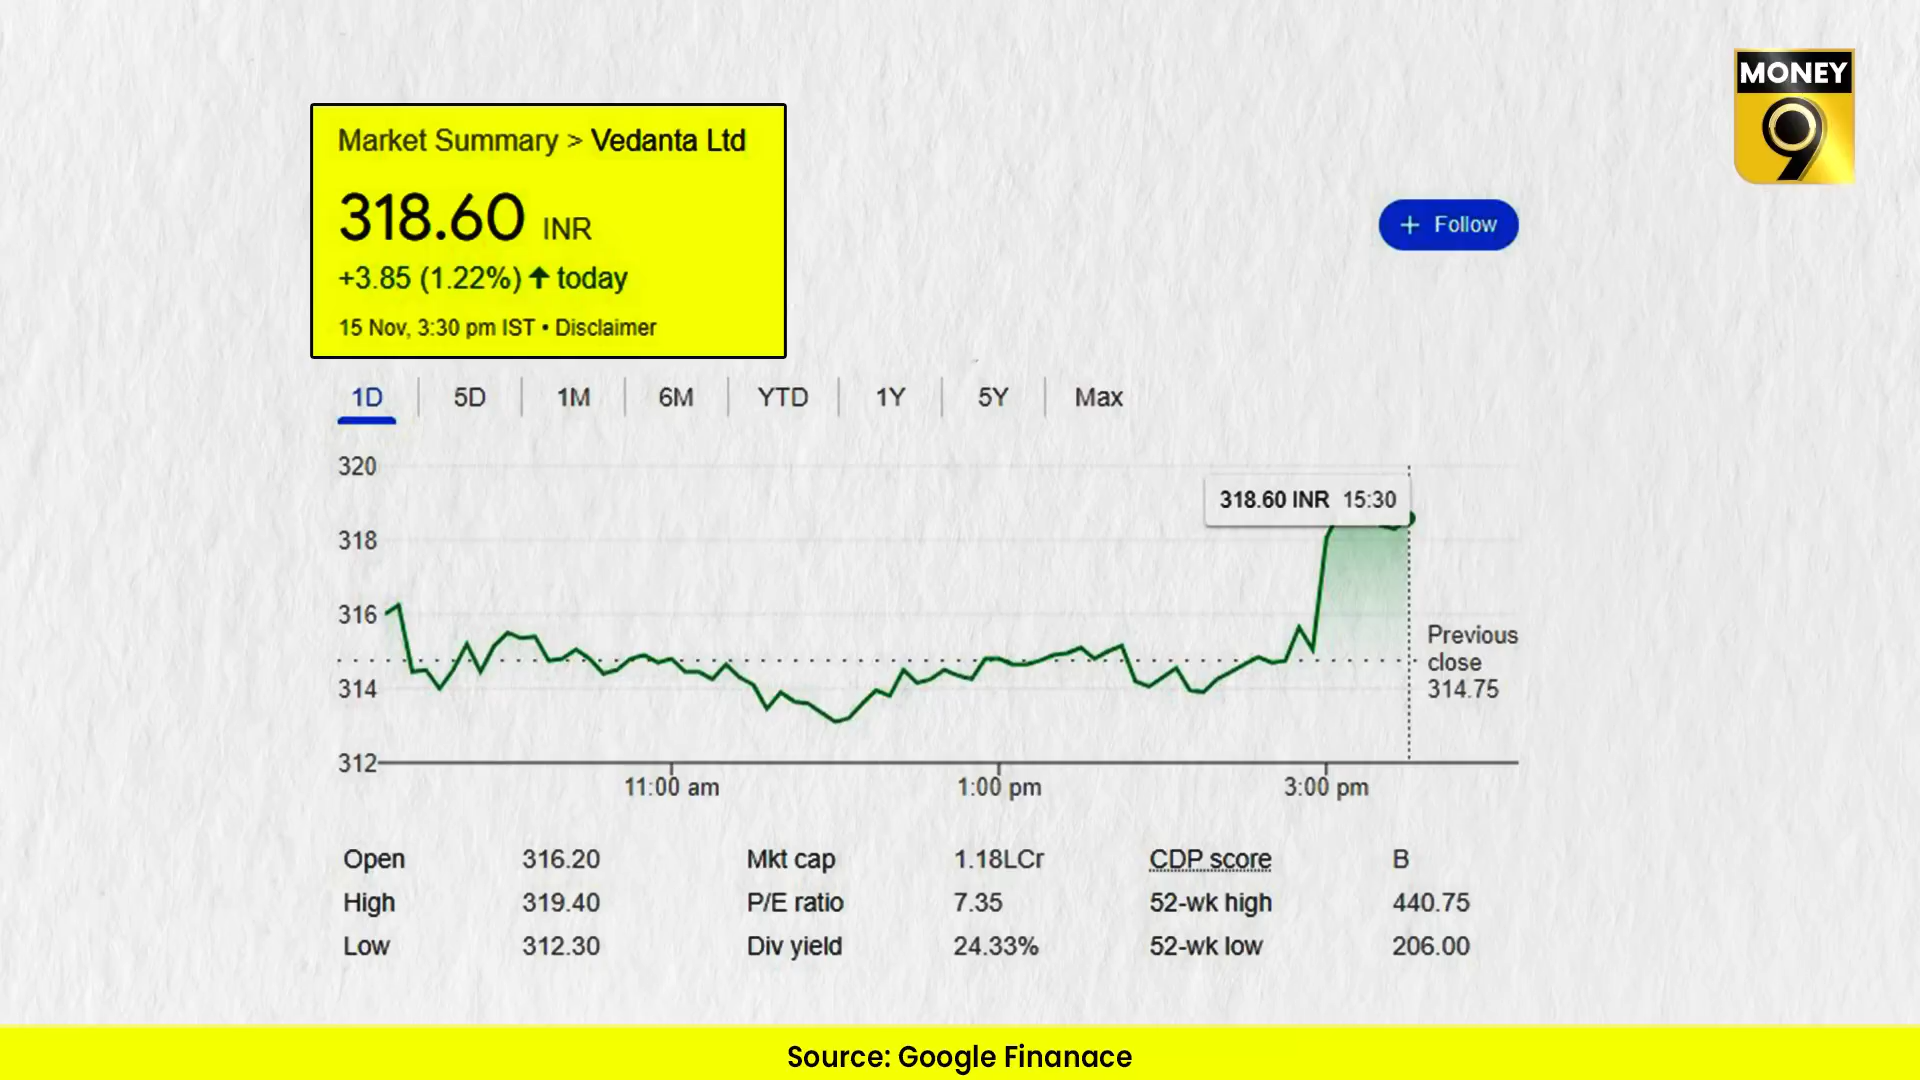 MONEY
9
Market Summary > Vedanta Ltd
318.60 INR
+3.85 (1.22%) ↑ today
15 Nov, 3:30 pm IST • Disclaimer
+ Follow
1D 5D 1M 6M YTD 1Y 5Y Max
320
318.60 INR 15:30
318
316
Previous
close
314.75
314
312
11:00 am 1:00 pm 3:00 pm
Open 316.20 Mkt cap 1.18LCr CDP score B
High 319.40 P/E ratio 7.35 52-wk high 440.75
Low 312.30 Div yield 24.33% 52-wk low 206.00
Source: Google Finanace